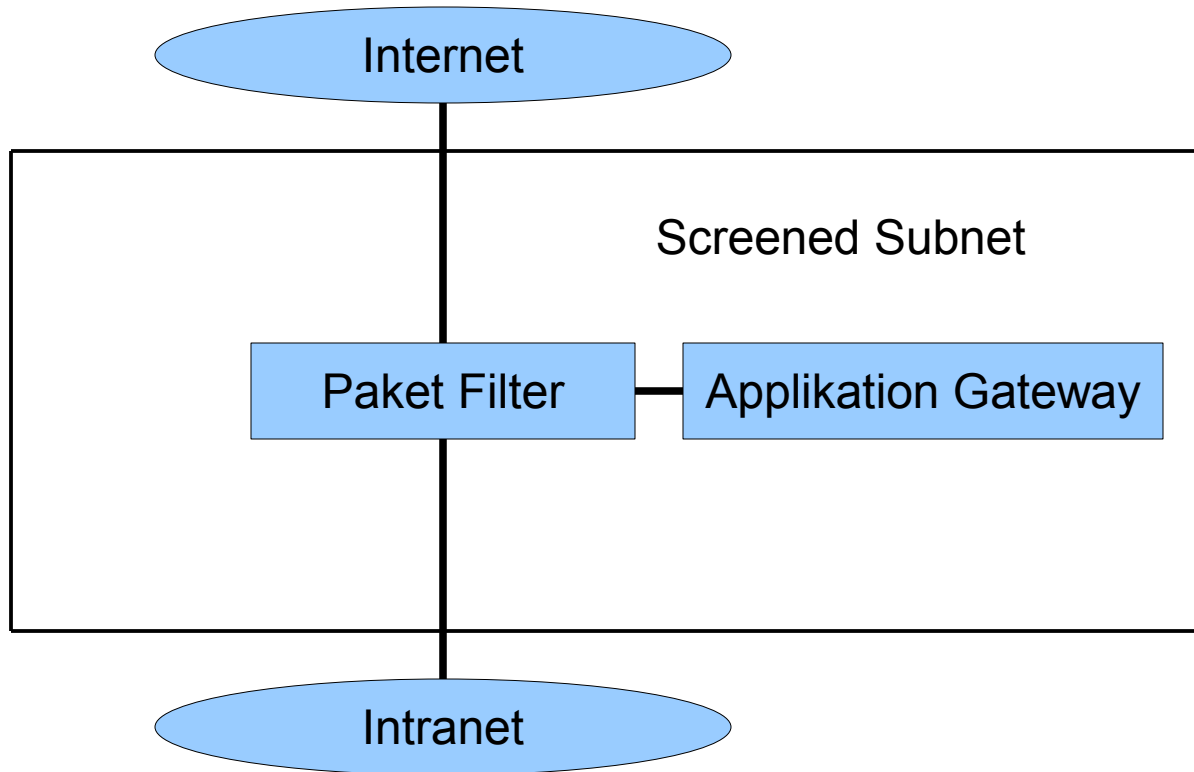 Internet
Screened Subnet
Paket Filter
Applikation Gateway
Intranet